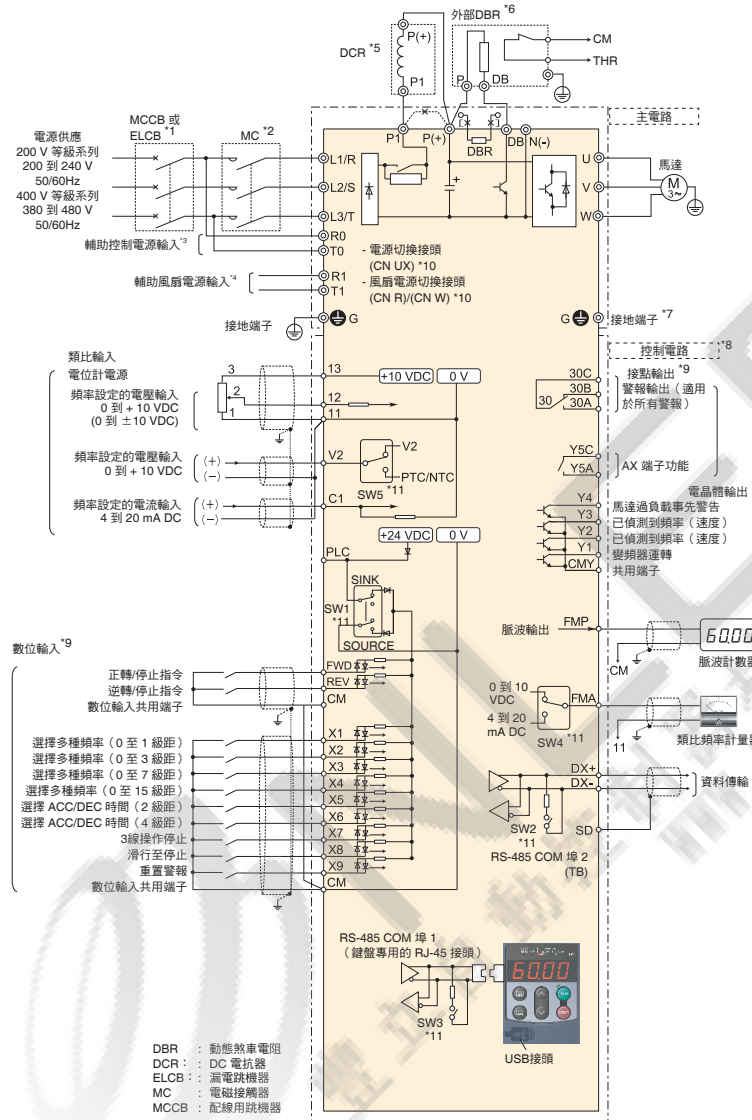 外部DBR *6
DCR *5
P(+)
P1
CM
THR
P
DB
主電路
MCCB 或
ELCB *1
MC *2
電源供應
200 V 等級系列
200 到 240 V
50/60Hz
400 V 等級系列
380 到 480 V
50/60Hz
P1
P(+)
DBR
DB
N(-)
L1/R
L2/S
L3/T
U
V
W
馬達
M
3~
輔助控制電源輸入*3
R0
T0
- 電源切換接頭
(CN UX) *10
輔助風扇電源輸入*4
R1
T1
- 風扇電源切換接頭
(CN R)/(CN W) *10
接地端子
G
G
接地端子 *7
控制電路 *8
類比輸入
電位計電源
3
13
+10 VDC
0 V
頻率設定的電壓輸入
0 到 + 10 VDC
(0 到 ±10 VDC)
2
12
1
11
30C
30B
30
30A
接點輸出 *9
警報輸出（適用
於所有警報）
頻率設定的電壓輸入
0 到 + 10 VDC
(+)
(-)
V2
V2
PTC/NTC
SW5
*11
Y5C
Y5A
AX 端子功能
頻率設定的電流輸入
4 到 20 mA DC
(+)
(-)
C1
電晶體輸出
Y4
馬達過負載事先警告
Y3
已偵測到頻率（速度）
Y2
已偵測到頻率（速度）
Y1
變頻器運轉
CMY
共用端子
+24 VDC
0 V
PLC
SINK
SW1
*11
SOURCE
脈波輸出
FMP
CM
60.00
脈波計數器
數位輸入*9
正轉/停止指令
FWD
逆轉/停止指令
REV
數位輸入共用端子
CM
0 到 10
VDC
4 到 20
mA DC
SW4
*11
FMA
11
類比頻率計量器
選擇多種頻率（0 至 1 級距）
X1
選擇多種頻率（0 至 3 級距）
X2
選擇多種頻率（0 至 7 級距）
X3
選擇多種頻率（0 至 15 級距）
X4
選擇 ACC/DEC 時間（2 級距）
X5
選擇 ACC/DEC 時間（4 級距）
X6
3線操作停止
X7
滑行至停止
X8
重置警報
X9
數位輸入共用端子
CM
DX+
DX-
資料傳輸
SW2
*11
SD
RS-485 COM 埠 2
(TB)
RS-485 COM 埠 1
（鍵盤專用的 RJ-45 接頭）
SW3
*11
60.00
USB接頭
DBR : 動態煞車電阻
DCR : DC 電抗器
ELCB : 漏電跳機器
MC : 電磁接觸器
MCCB : 配線用跳機器